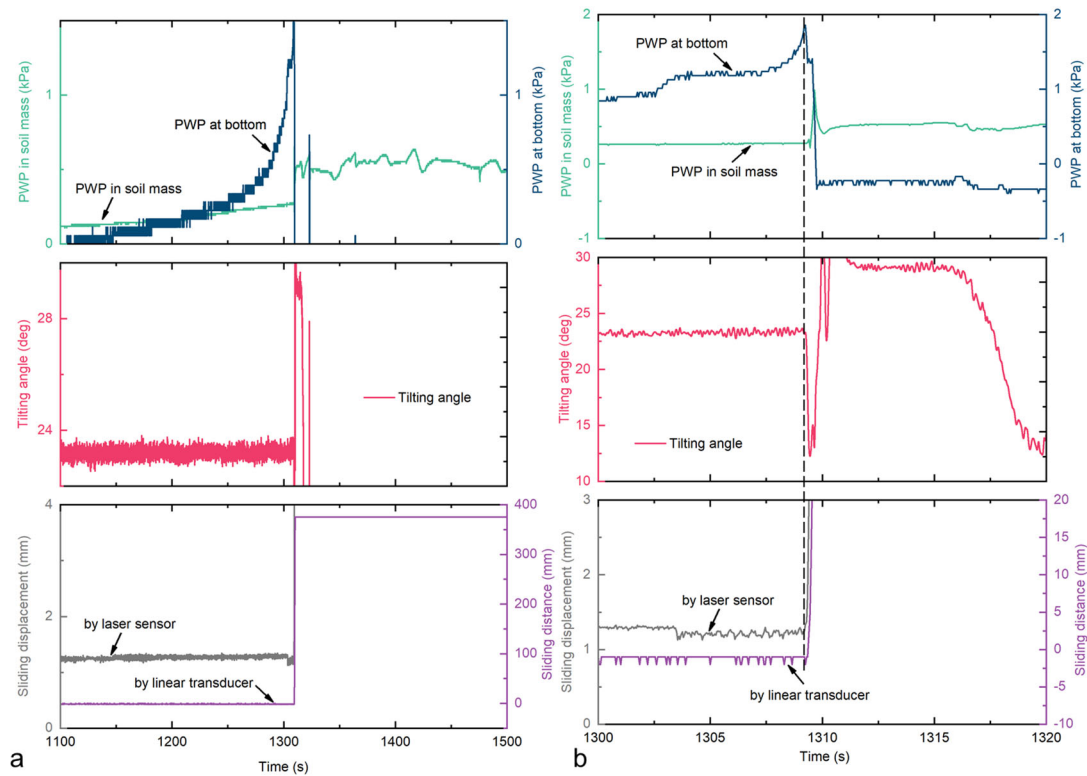 PWP in soil mass (kPa)
1
0
PWP at bottom
PWP in soil mass
1
0
PWP at bottom (kPa)
Tilting angle (deg)
28
24
Tilting angle
Sliding displacement (mm)
4
2
0
by laser sensor
by linear transducer
400
300
200
100
0
Sliding distance (mm)
1100
1200
1300
1400
1500
Time (s)
a
PWP in soil mass (kPa)
2
1
0
-1
PWP at bottom
PWP in soil mass
2
1
0
-1
PWP at bottom (kPa)
Tilting angle (deg)
30
25
20
15
10
Tilting angle
Sliding displacement (mm)
3
2
1
0
by laser sensor
by linear transducer
20
15
10
5
0
-5
-10
Sliding distance (mm)
1300
1305
1310
1315
1320
Time (s)
b